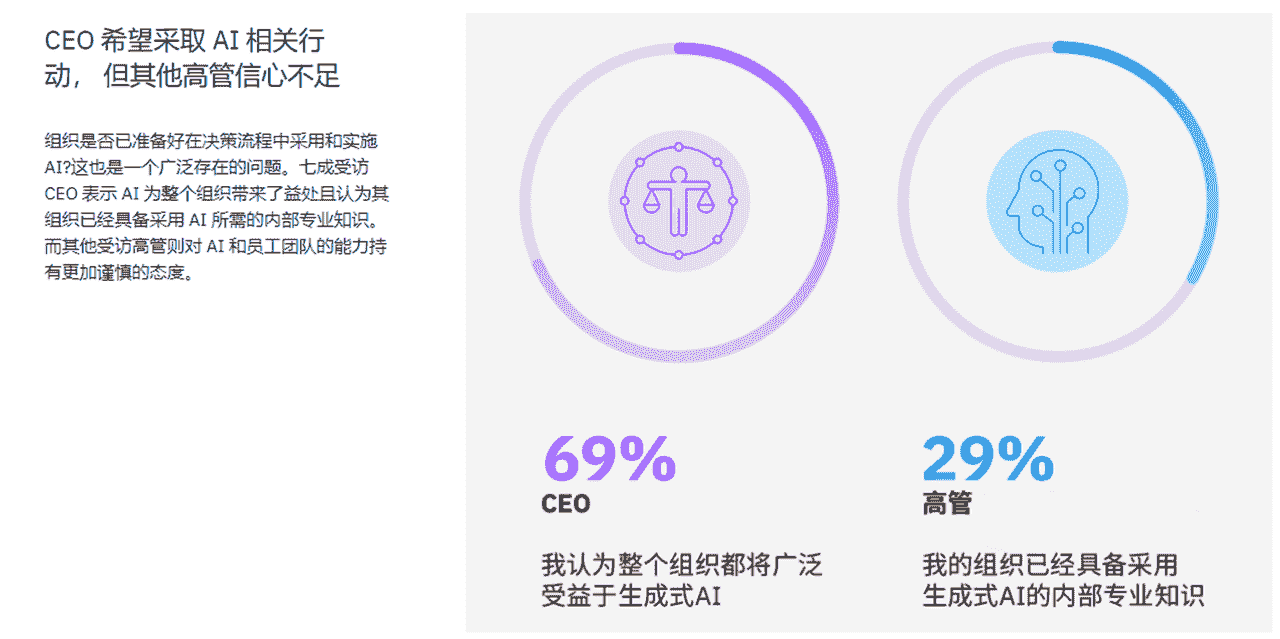 CEO 希望采取 AI 相关行
动， 但其他高管信心不足
组织是否已准备好在决策流程中采用和实施
AI?这也是一个广泛存在的问题。七成受访
CEO 表示 AI 为整个组织带来了益处且认为其
组织已经具备采用 AI 所需的内部专业知识。
而其他受访高管则对 AI 和员工团队的能力持
有更加谨慎的态度。
69%
CEO
我认为整个组织都将广泛
受益于生成式AI
29%
高管
我的组织已经具备采用
生成式AI的内部专业知识